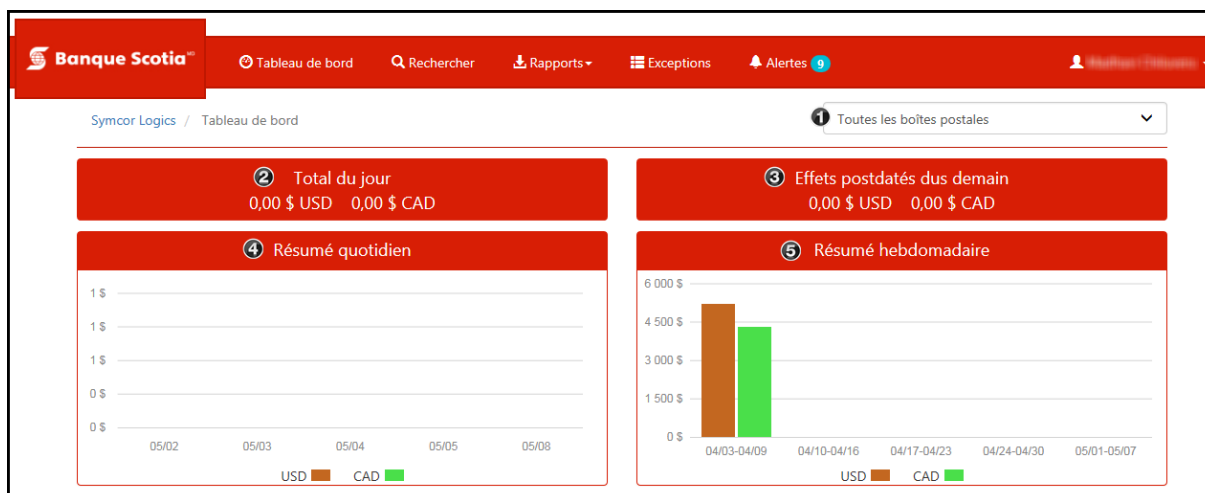 Banque Scotia MD
Tableau de bord Rechercher Rapports Exceptions Alertes 9
Symcor Logics / Tableau de bord
1 Toutes les boîtes postales
2 Total du jour
0,00 $ USD 0,00 $ CAD
3 Effets postdatés dus demain
0,00 $ USD 0,00 $ CAD
4 Résumé quotidien
1 $
1 $
1 $
0 $
0 $
05/02 05/03 05/04 05/05 05/08
USD CAD
5 Résumé hebdomadaire
6 000 $
4 500 $
3 000 $
1 500 $
0 $
04/03-04/09 04/10-04/16 04/17-04/23 04/24-04/30 05/01-05/07
USD CAD